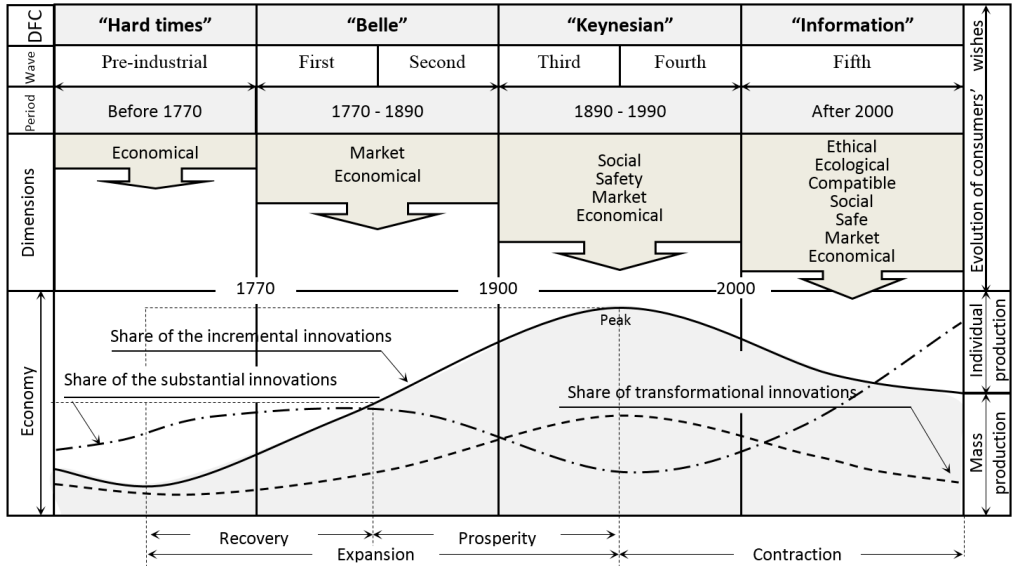 DFC
“Hard times”
“Belle”
“Keynesian”
“Information”
Wave
Pre-industrial
First
Second
Third
Fourth
Fifth
Period
Before 1770
1770 - 1890
1890 - 1990
After 2000
Dimensions
Economical
Market
Economical
Social
Safety
Market
Economical
Ethical
Ecological
Compatible
Social
Safe
Market
Economical
Evolution of consumers’ wishes
1770
1900
2000
Economy
Peak
Share of the incremental innovations
Share of the substantial innovations
Share of transformational innovations
Individual
production
Mass
production
Recovery
Prosperity
Expansion
Contraction